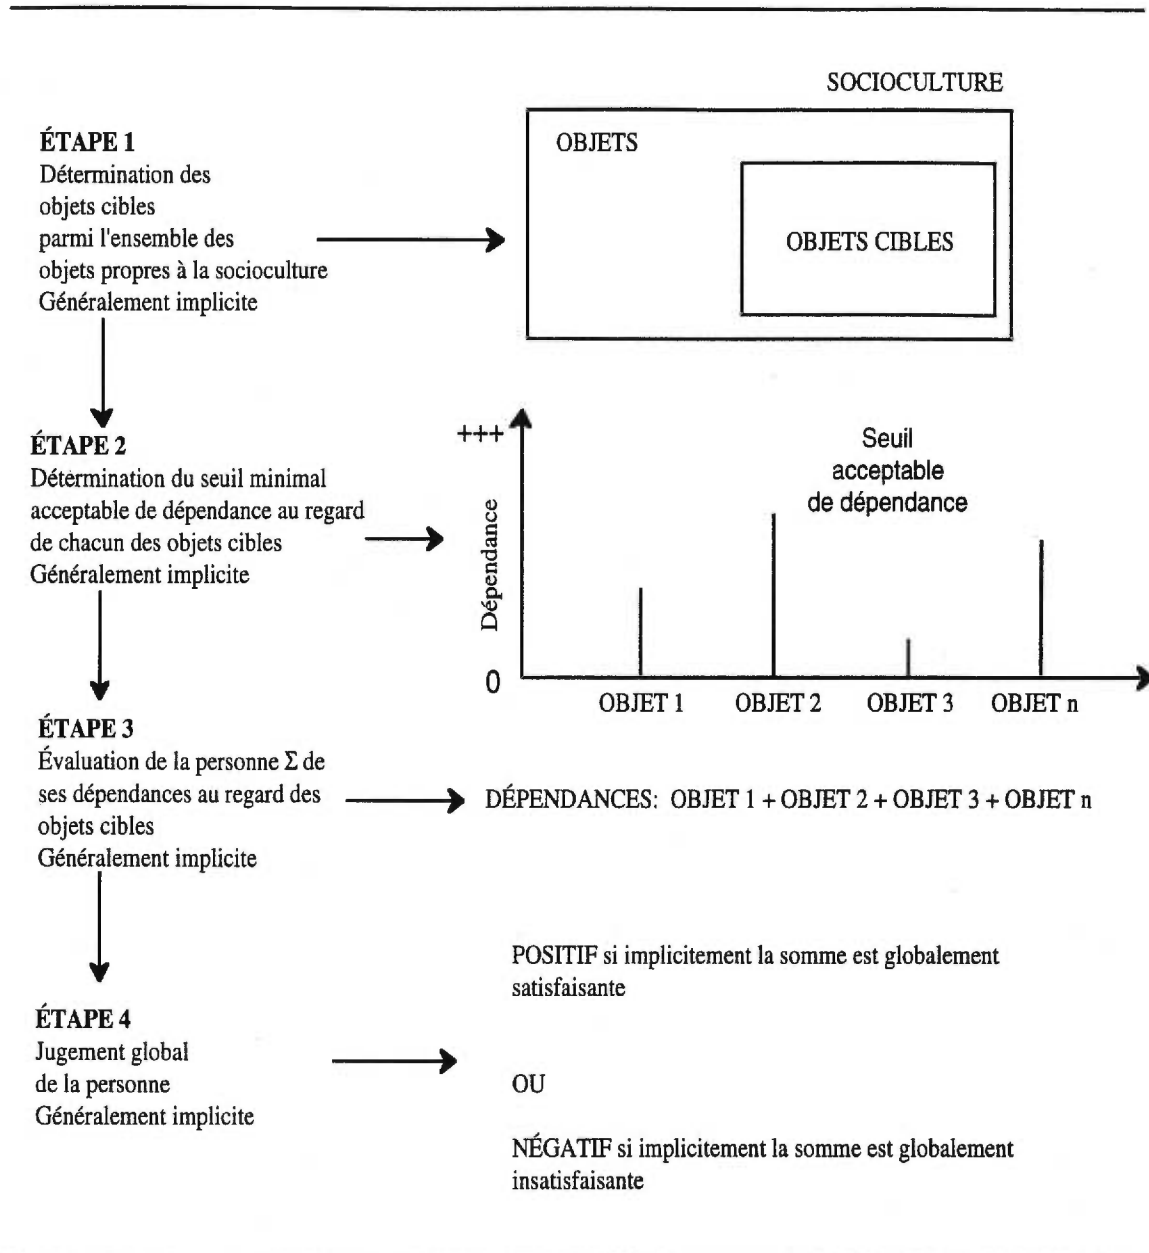 SOCIOCULTURE
ÉTAPE 1
Détermination des
objets cibles
parmi l'ensemble des
objets propres à la socioculture
Généralement implicite
OBJETS
OBJETS CIBLES
ÉTAPE 2
Détermination du seuil minimal
acceptable de dépendance au regard
de chacun des objets cibles
Généralement implicite
+++
Dépendance
0
Seuil
acceptable
de dépendance
OBJET 1 OBJET 2 OBJET 3 OBJET n
ÉTAPE 3
Évaluation de la personne Σ de
ses dépendances au regard des
objets cibles
Généralement implicite
DÉPENDANCES: OBJET 1 + OBJET 2 + OBJET 3 + OBJET n
ÉTAPE 4
Jugement global
de la personne
Généralement implicite
POSITIF si implicitement la somme est globalement
satisfaisante
OU
NÉGATIF si implicitement la somme est globalement
insatisfaisante